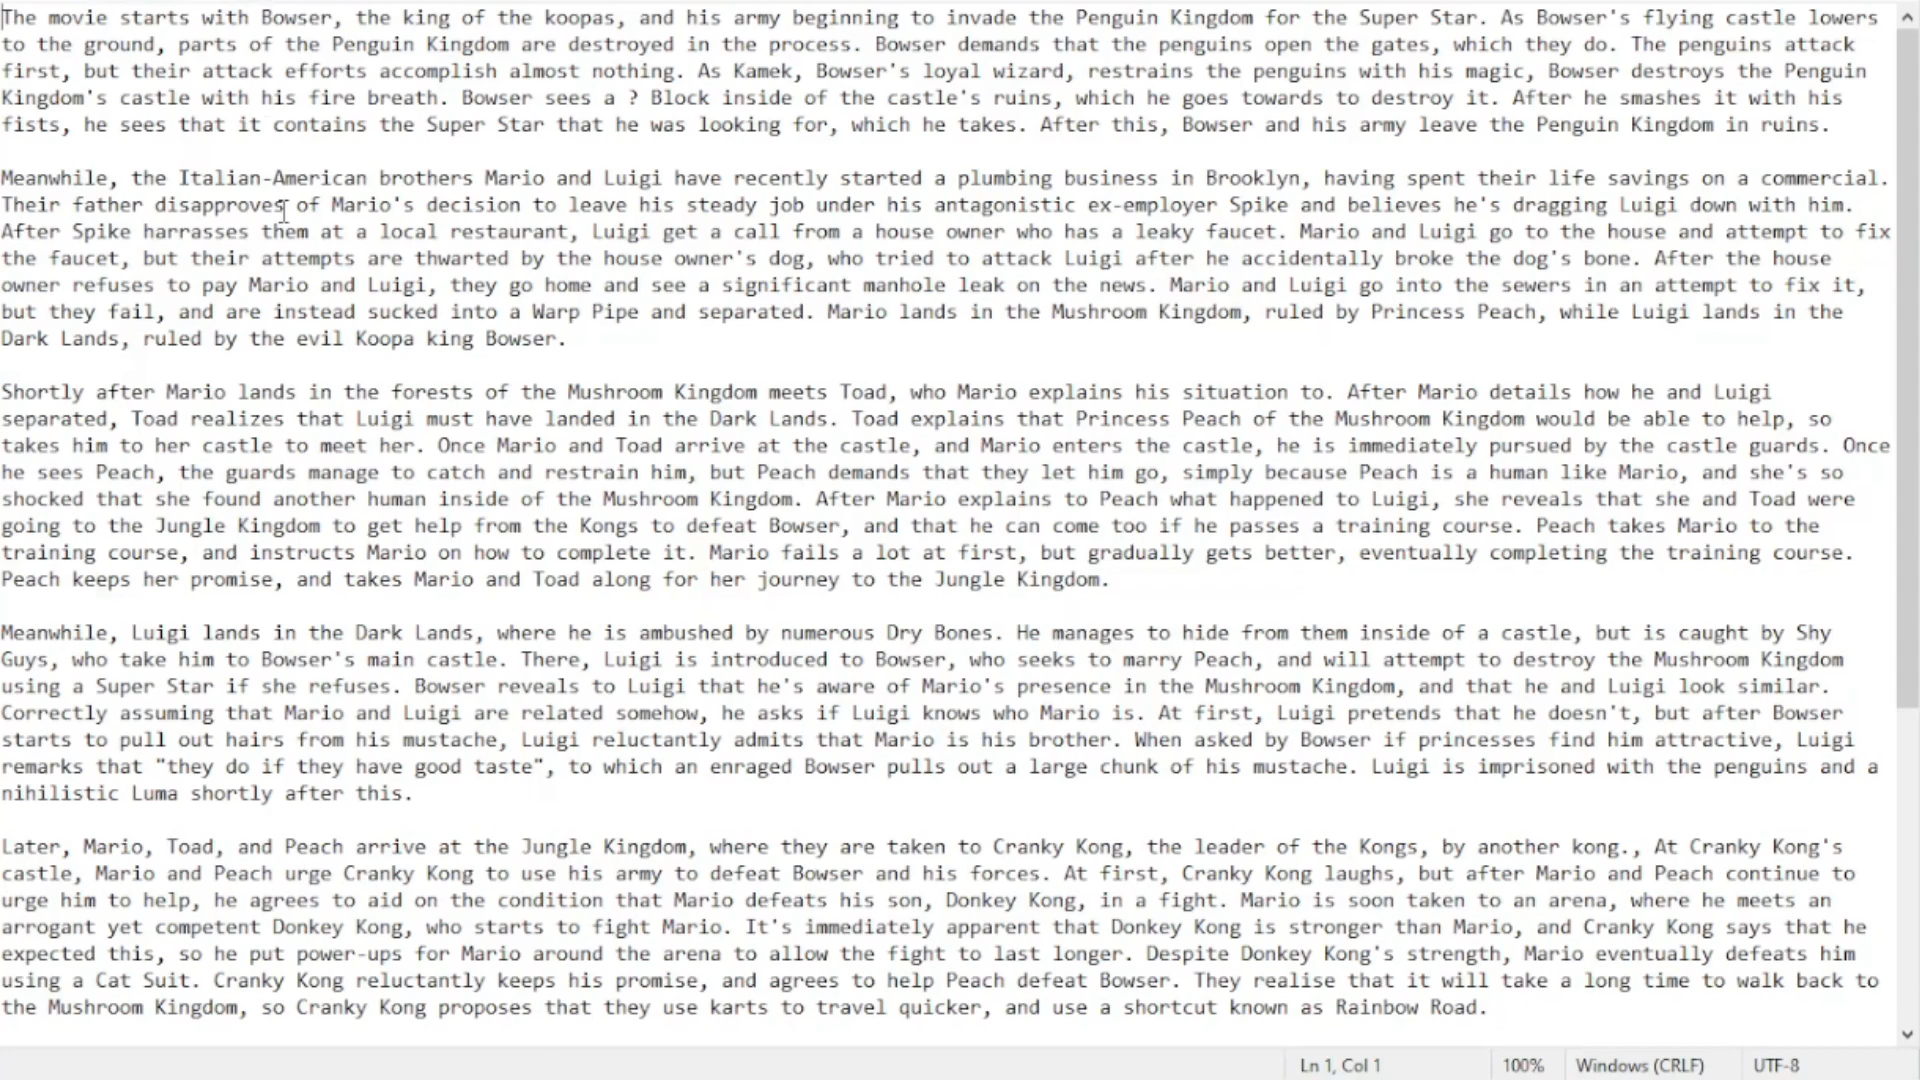 The movie starts with Bowser, the king of the koopas, and his army beginning to invade the Penguin Kingdom for the Super Star. As Bowser's flying castle lowers
to the ground, parts of the Penguin Kingdom are destroyed in the process. Bowser demands that the penguins open the gates, which they do. The penguins attack
first, but their attack efforts accomplish almost nothing. As Kamek, Bowser's loyal wizard, restrains the penguins with his magic, Bowser destroys the Penguin
Kingdom's castle with his fire breath. Bowser sees a ? Block inside of the castle's ruins, which he goes towards to destroy it. After he smashes it with his
fists, he sees that it contains the Super Star that he was looking for, which he takes. After this, Bowser and his army leave the Penguin Kingdom in ruins.
Meanwhile, the Italian-American brothers Mario and Luigi have recently started a plumbing business in Brooklyn, having spent their life savings on a commercial.
Their father disapproves of Mario's decision to leave his steady job under his antagonistic ex-employer Spike and believes he's dragging Luigi down with him.
After Spike harrasses them at a local restaurant, Luigi get a call from a house owner who has a leaky faucet. Mario and Luigi go to the house and attempt to fix
the faucet, but their attempts are thwarted by the house owner's dog, who tried to attack Luigi after he accidentally broke the dog's bone. After the house
owner refuses to pay Mario and Luigi, they go home and see a significant manhole leak on the news. Mario and Luigi go into the sewers in an attempt to fix it,
but they fail, and are instead sucked into a Warp Pipe and separated. Mario lands in the Mushroom Kingdom, ruled by Princess Peach, while Luigi lands in the
Dark Lands, ruled by the evil Koopa king Bowser.
Shortly after Mario lands in the forests of the Mushroom Kingdom meets Toad, who Mario explains his situation to. After Mario details how he and Luigi
separated, Toad realizes that Luigi must have landed in the Dark Lands. Toad explains that Princess Peach of the Mushroom Kingdom would be able to help, so
takes him to her castle to meet her. Once Mario and Toad arrive at the castle, and Mario enters the castle, he is immediately pursued by the castle guards. Once
he sees Peach, the guards manage to catch and restrain him, but Peach demands that they let him go, simply because Peach is a human like Mario, and she's so
shocked that she found another human inside of the Mushroom Kingdom. After Mario explains to Peach what happened to Luigi, she reveals that she and Toad were
going to the Jungle Kingdom to get help from the Kongs to defeat Bowser, and that he can come too if he passes a training course. Peach takes Mario to the
training course, and instructs Mario on how to complete it. Mario fails a lot at first, but gradually gets better, eventually completing the training course.
Peach keeps her promise, and takes Mario and Toad along for her journey to the Jungle Kingdom.
Meanwhile, Luigi lands in the Dark Lands, where he is ambushed by numerous Dry Bones. He manages to hide from them inside of a castle, but is caught by Shy
Guys, who take him to Bowser's main castle. There, Luigi is introduced to Bowser, who seeks to marry Peach, and will attempt to destroy the Mushroom Kingdom
using a Super Star if she refuses. Bowser reveals to Luigi that he's aware of Mario's presence in the Mushroom Kingdom, and that he and Luigi look similar.
Correctly assuming that Mario and Luigi are related somehow, he asks if Luigi knows who Mario is. At first, Luigi pretends that he doesn't, but after Bowser
starts to pull out hairs from his mustache, Luigi reluctantly admits that Mario is his brother. When asked by Bowser if princesses find him attractive, Luigi
remarks that "they do if they have good taste", to which an enraged Bowser pulls out a large chunk of his mustache. Luigi is imprisoned with the penguins and a
nihilistic Luma shortly after this.
Later, Mario, Toad, and Peach arrive at the Jungle Kingdom, where they are taken to Cranky Kong, the leader of the Kongs, by another kong., At Cranky Kong's
castle, Mario and Peach urge Cranky Kong to use his army to defeat Bowser and his forces. At first, Cranky Kong laughs, but after Mario and Peach continue to
urge him to help, he agrees to aid on the condition that Mario defeats his son, Donkey Kong, in a fight. Mario is soon taken to an arena, where he meets an
arrogant yet competent Donkey Kong, who starts to fight Mario. It's immediately apparent that Donkey Kong is stronger than Mario, and Cranky Kong says that he
expected this, so he put power-ups for Mario around the arena to allow the fight to last longer. Despite Donkey Kong's strength, Mario eventually defeats him
using a Cat Suit. Cranky Kong reluctantly keeps his promise, and agrees to help Peach defeat Bowser. They realise that it will take a long time to walk back to
the Mushroom Kingdom, so Cranky Kong proposes that they use karts to travel quicker, and use a shortcut known as Rainbow Road.
Ln 1, Col 1 100% Windows (CRLF) UTF-8